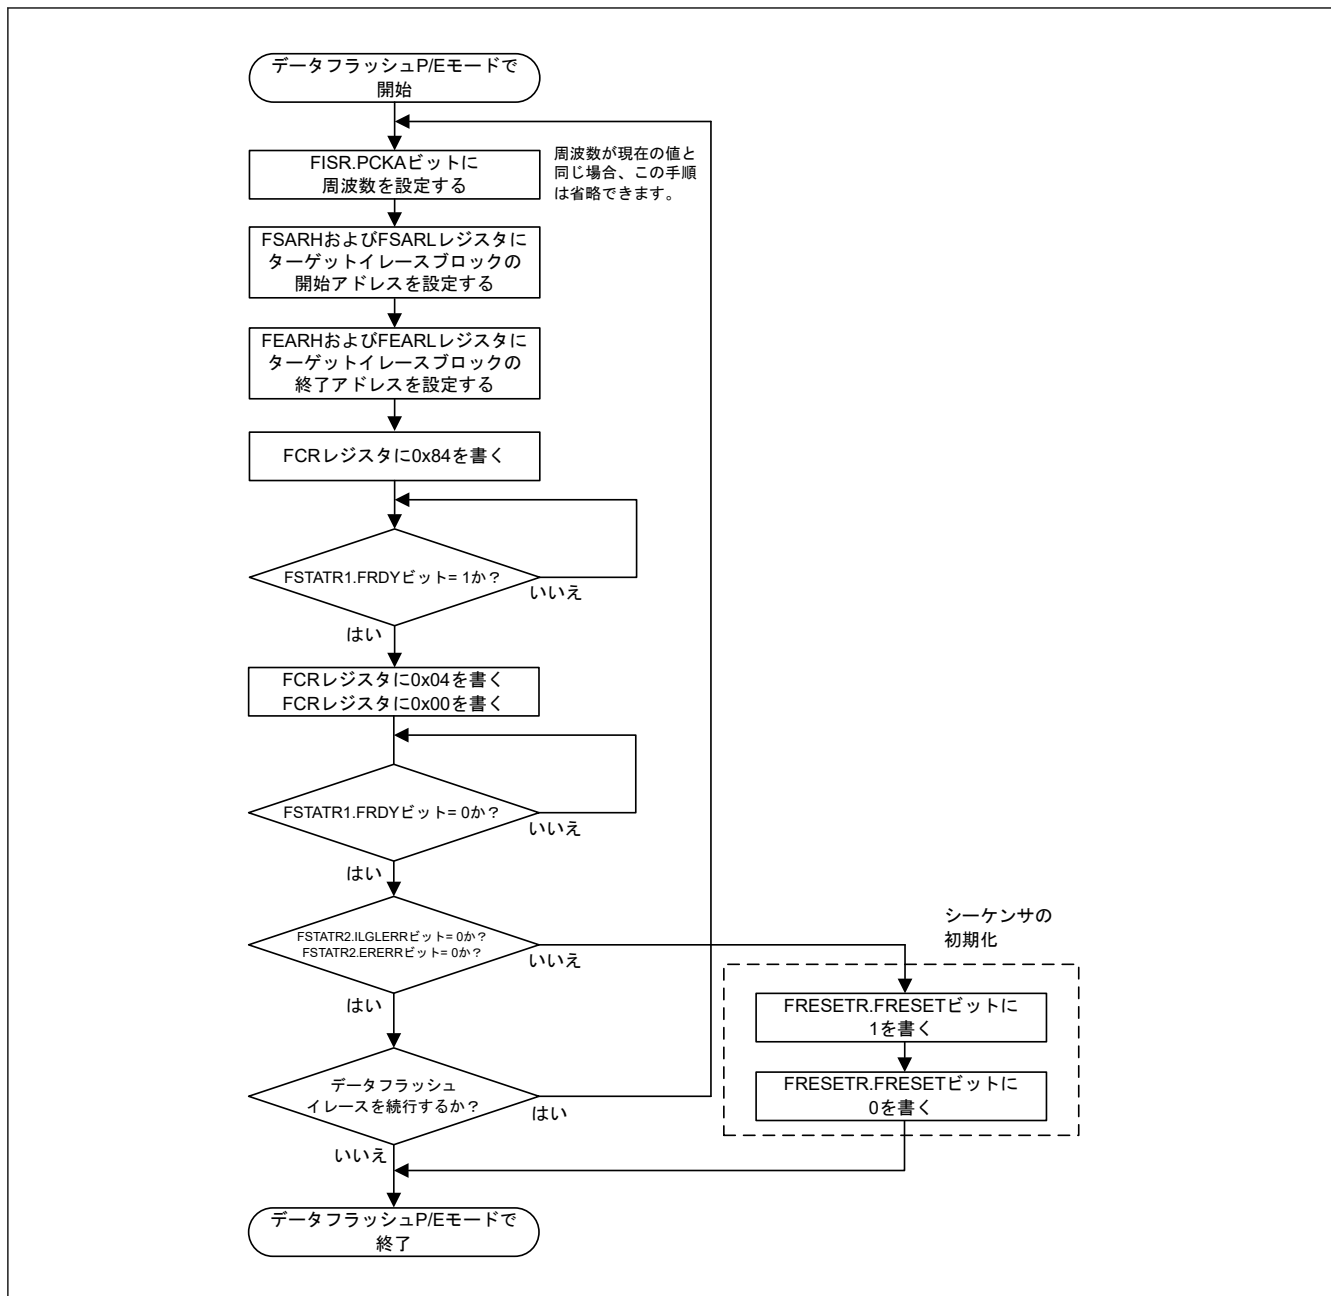 データフラッシュP/Eモードで
開始
FISR.PCKAビットに
周波数を設定する
周波数が現在の値と
同じ場合、この手順
は省略できます。
FSARHおよびFSARLレジスタに
ターゲットイレースブロックの
開始アドレスを設定する
FEARHおよびFEARLレジスタに
ターゲットイレースブロックの
終了アドレスを設定する
FCRレジスタに0x84を書く
FSTATR1.FRDYビット= 1か？
いいえ
はい
FCRレジスタに0x04を書く
FCRレジスタに0x00を書く
FSTATR1.FRDYビット= 0か？
いいえ
はい
FSTATR2.ILGLERRビット= 0か？
FSTATR2.ERERRビット= 0か？
いいえ
はい
シーケンサの
初期化
FRESETR.FRESETビットに
1を書く
FRESETR.FRESETビットに
0を書く
データフラッシュ
イレースを続行するか？
はい
いいえ
データフラッシュP/Eモードで
終了